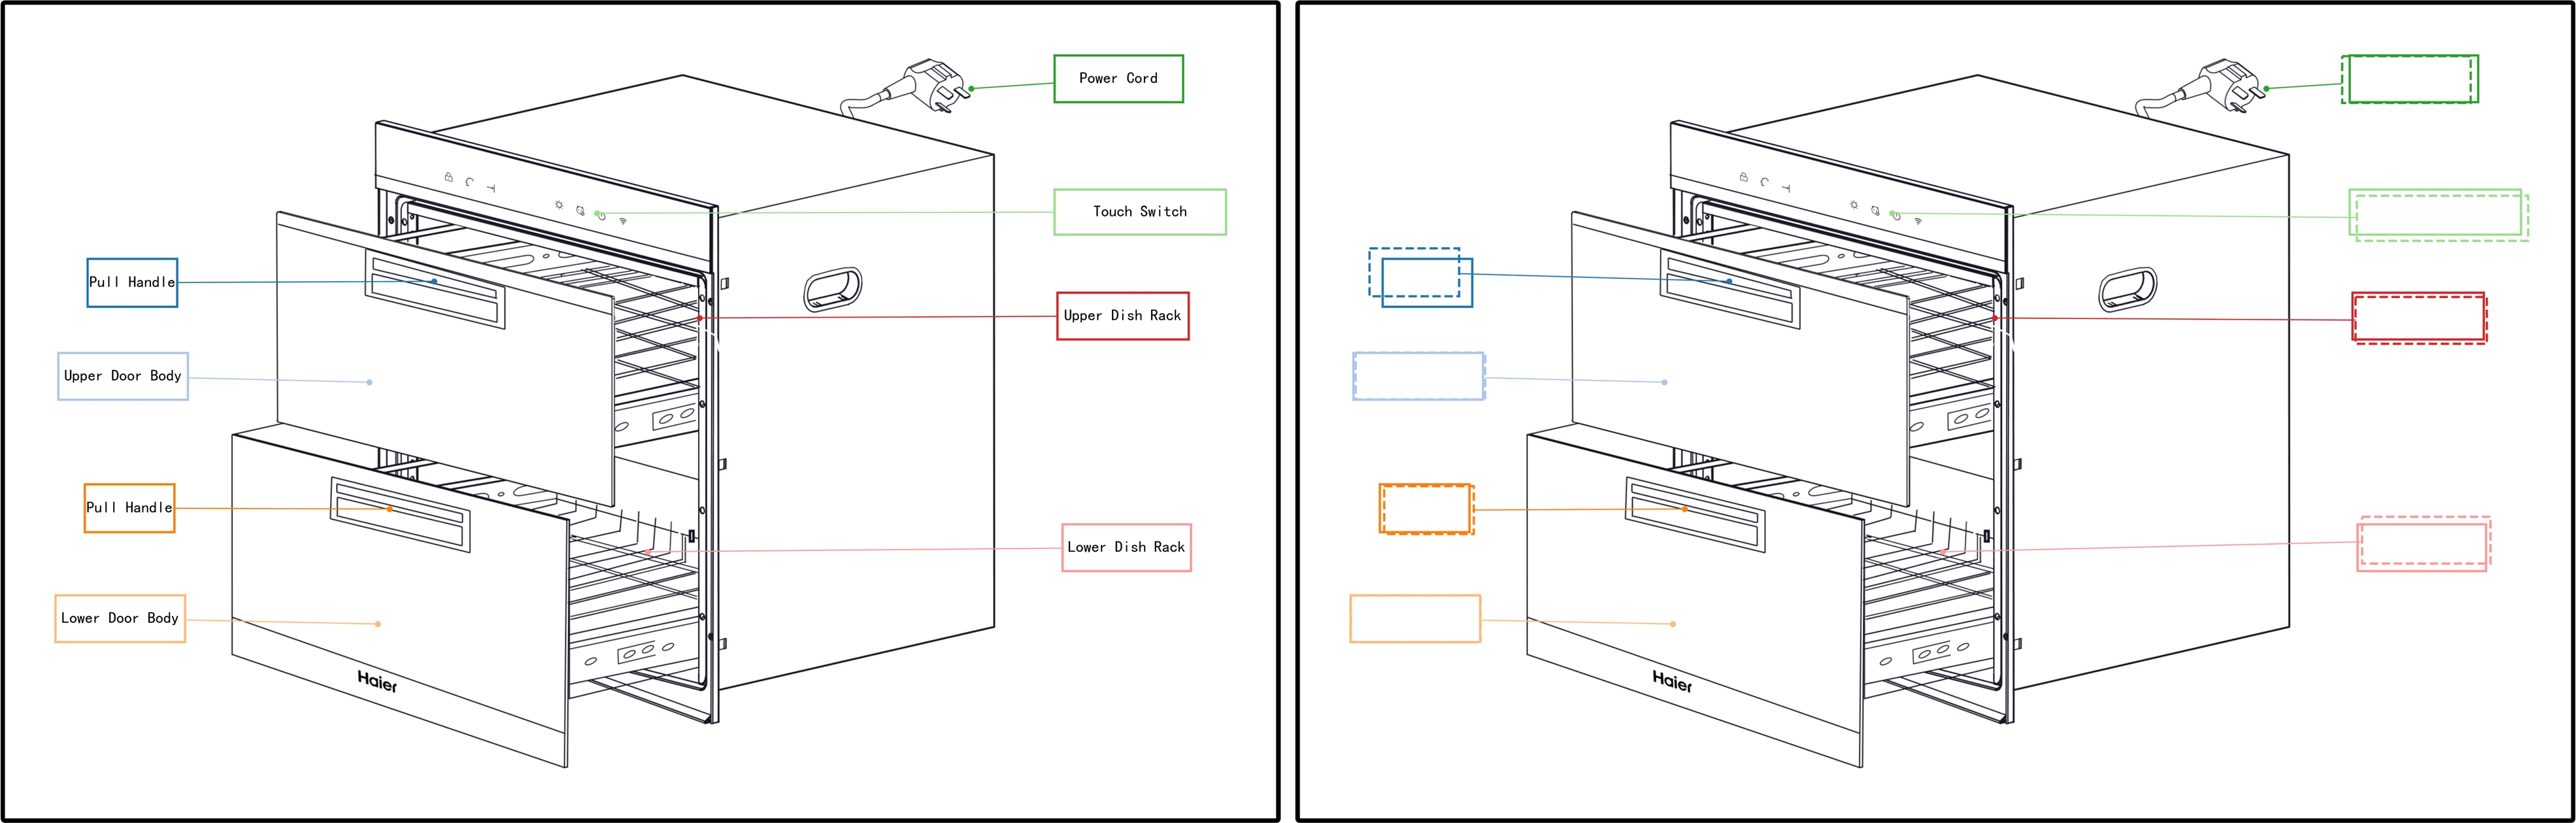 Power Cord
Touch Switch
Pull Handle
Upper Dish Rack
Upper Door Body
Pull Handle
Lower Dish Rack
Lower Door Body
Haier
Haier